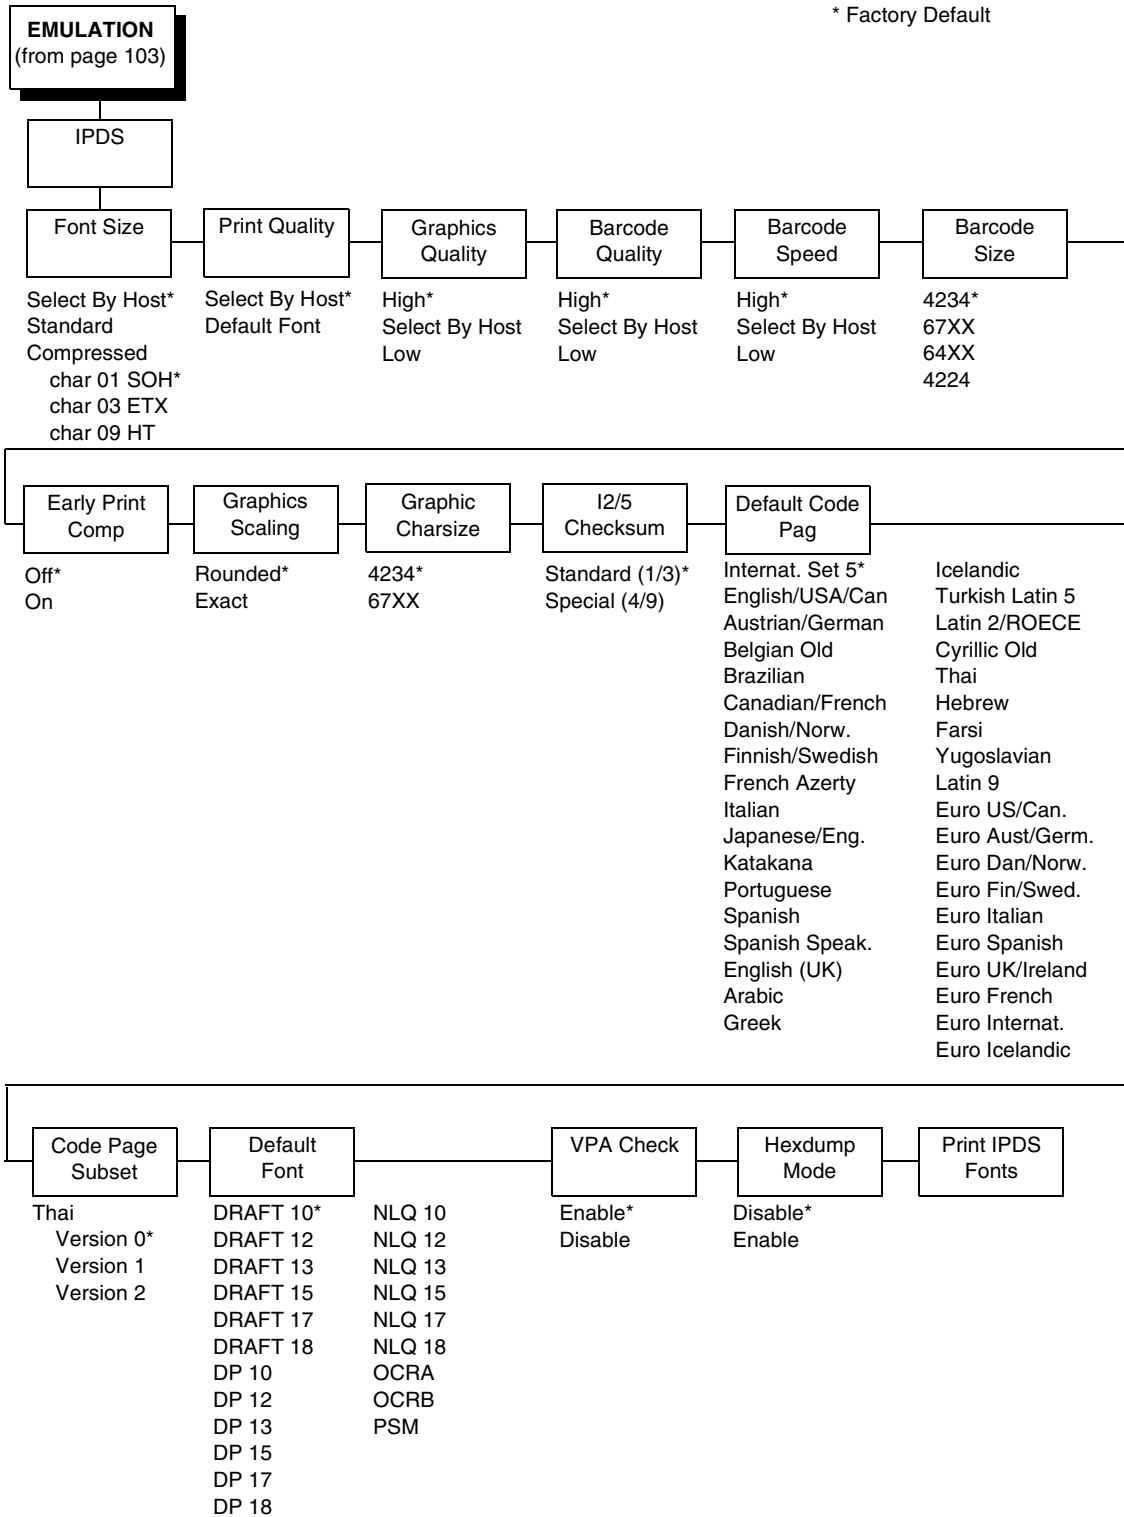 EMULATION
(from page 103)
* Factory Default
IPDS
Font Size
Select By Host*
Standard
Compressed
char 01 SOH*
char 03 ETX
char 09 HT
Print Quality
Select By Host*
Default Font
Graphics
Quality
High*
Select By Host
Low
Barcode
Quality
High*
Select By Host
Low
Barcode
Speed
High*
Select By Host
Low
Barcode
Size
4234*
67XX
64XX
4224
Early Print
Comp
Off*
On
Graphics
Scaling
Rounded*
Exact
Graphic
Charsize
4234*
67XX
I2/5
Checksum
Standard (1/3)*
Special (4/9)
Default Code
Pag
Internat. Set 5*
English/USA/Can
Austrian/German
Belgian Old
Brazilian
Canadian/French
Danish/Norw.
Finnish/Swedish
French Azerty
Italian
Japanese/Eng.
Katakana
Portuguese
Spanish
Spanish Speak.
English (UK)
Arabic
Greek
Icelandic
Turkish Latin 5
Latin 2/ROECE
Cyrillic Old
Thai
Hebrew
Farsi
Yugoslavian
Latin 9
Euro US/Can.
Euro Aust/Germ.
Euro Dan/Norw.
Euro Fin/Swed.
Euro Italian
Euro Spanish
Euro UK/Ireland
Euro French
Euro Internat.
Euro Icelandic
Code Page
Subset
Thai
Version 0*
Version 1
Version 2
Default
Font
DRAFT 10*
DRAFT 12
DRAFT 13
DRAFT 15
DRAFT 17
DRAFT 18
DP 10
DP 12
DP 13
DP 15
DP 17
DP 18
NLQ 10
NLQ 12
NLQ 13
NLQ 15
NLQ 17
NLQ 18
OCRA
OCRB
PSM
VPA Check
Enable*
Disable
Hexdump
Mode
Disable*
Enable
Print IPDS
Fonts